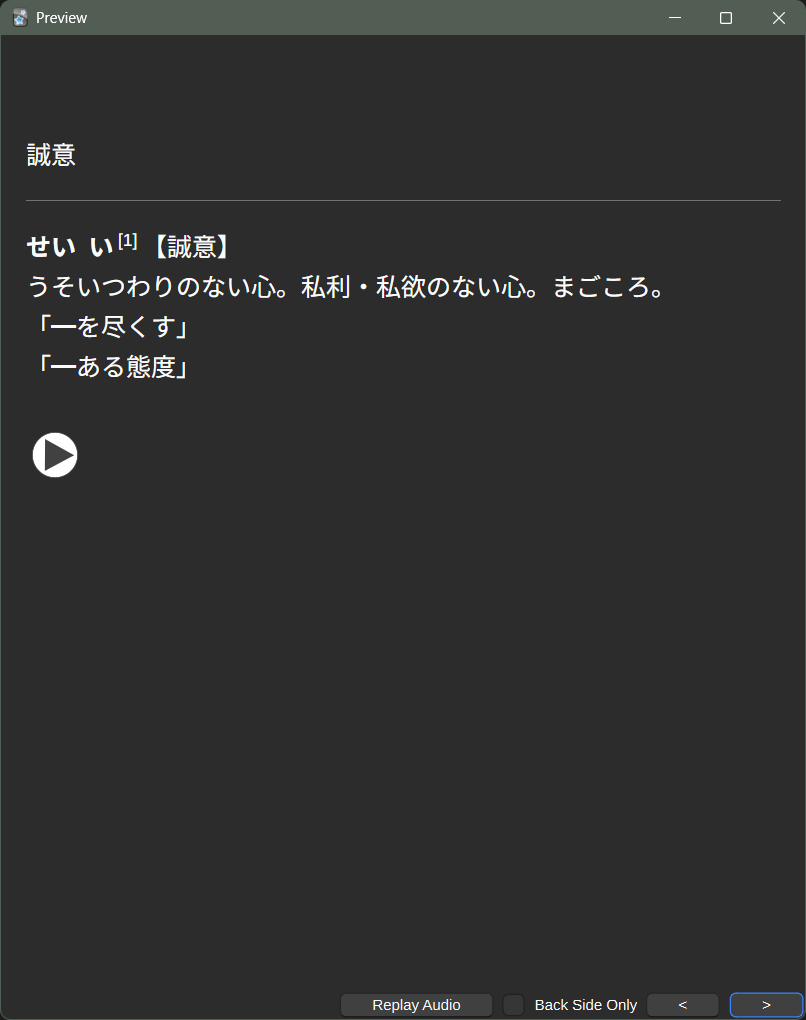 Preview
誠意
せい い[1]【誠意】
うそいつわりのない心。私利・私欲のない心。まごころ。
「━を尽くす」
「━ある態度」
Replay Audio
Back Side Only
<
>